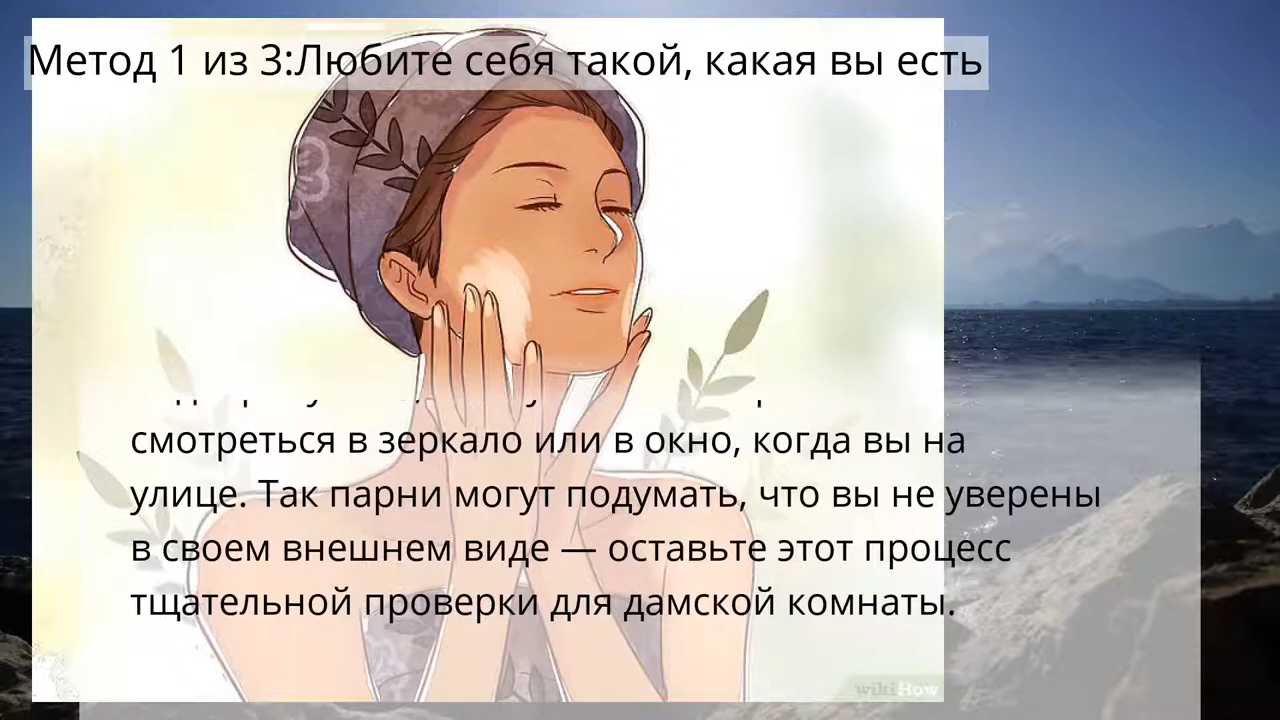 Метод 1 из 3:Любите себя такой, какая вы есть
смотреться в зеркало или в окно, когда вы на
улице. Так парни могут подумать, что вы не уверены
в своем внешнем виде — оставьте этот процесс
тщательной проверки для дамской комнаты.
wikiHow